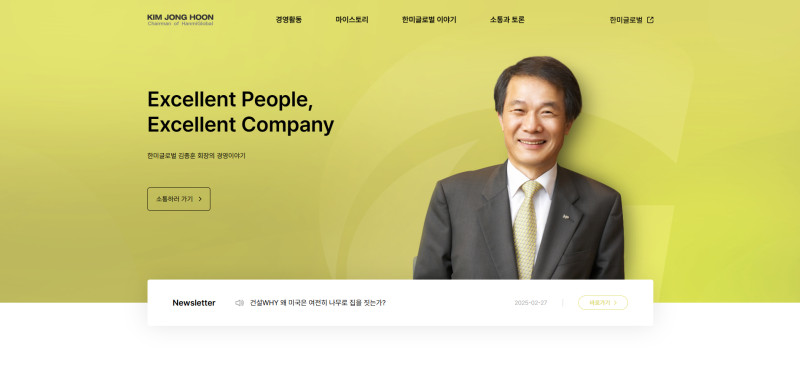 KIM JONG HOON
Chairman of HanmiGlobal
경영활동
마이스토리
한미글로벌 이야기
소통과 토론
한미글로벌
Excellent People,
Excellent Company
한미글로벌 김종훈 회장의 경영이야기
소통하러 가기
Newsletter
건설WHY 왜 미국은 여전히 나무로 집을 짓는가?
2025-02-27
바로가기